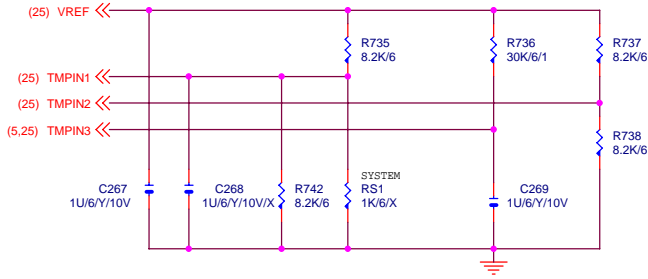 (25) VREF
R735
8.2K/6
R736
30K/6/1
R737
8.2K/6
(25) TMPIN1
(25) TMPIN2
(5,25) TMPIN3
R738
8.2K/6
SYSTEM
C267
1U/6/Y/10V
C268
1U/6/Y/10V/X
R742
8.2K/6
RS1
1K/6/X
C269
1U/6/Y/10V